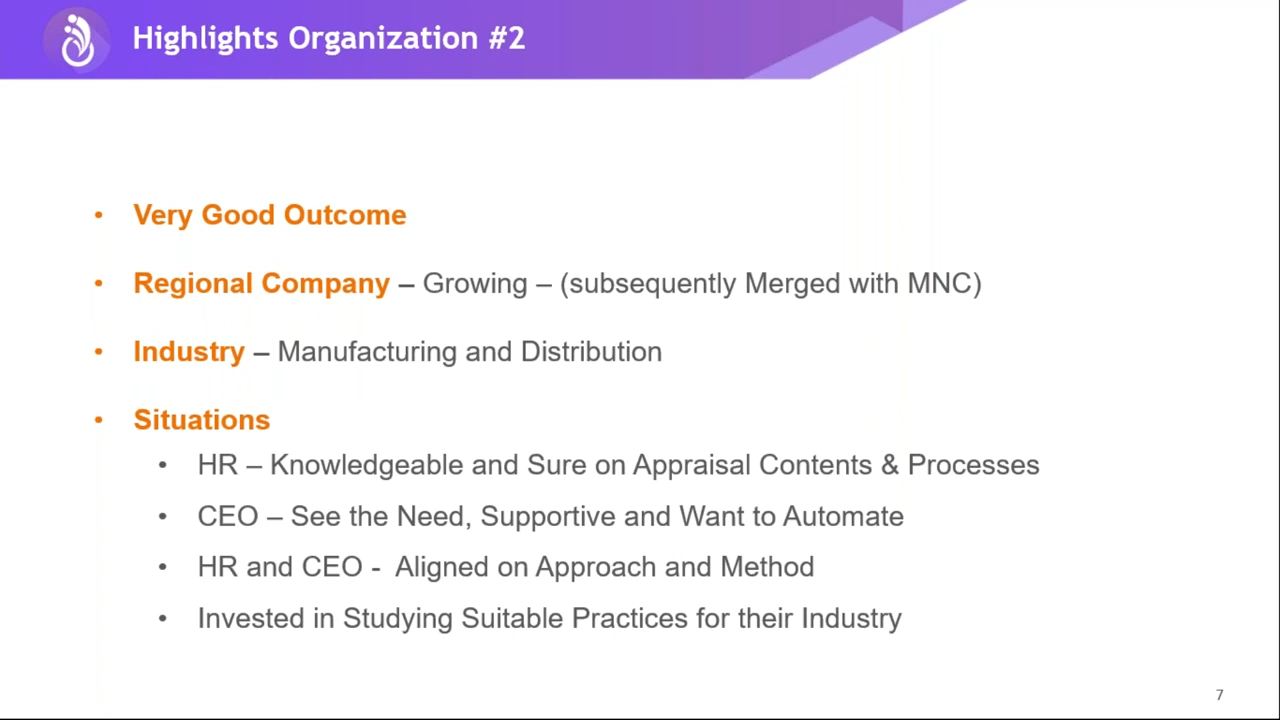 Highlights Organization #2
• Very Good Outcome
• Regional Company – Growing – (subsequently Merged with MNC)
• Industry – Manufacturing and Distribution
• Situations
• HR – Knowledgeable and Sure on Appraisal Contents & Processes
• CEO – See the Need, Supportive and Want to Automate
• HR and CEO -  Aligned on Approach and Method
• Invested in Studying Suitable Practices for their Industry
7